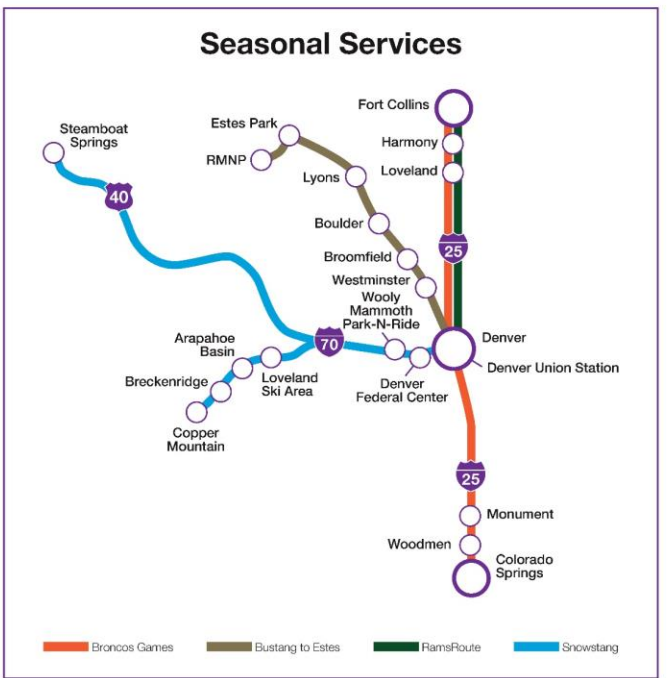 Seasonal Services
Fort Collins
Steamboat
Springs
Estes Park
Harmony
RMNP
Loveland
Lyons
40
Boulder
25
Broomfield
Westminster
Wooly
Mammoth
Park-N-Ride
Denver
70
Arapahoe
Basin
Denver Union Station
Breckenridge
Loveland
Ski Area
Denver
Federal Center
Copper
Mountain
25
Monument
Woodmen
Colorado
Springs
Broncos Games
Bustang to Estes
RamsRoute
Snowstang